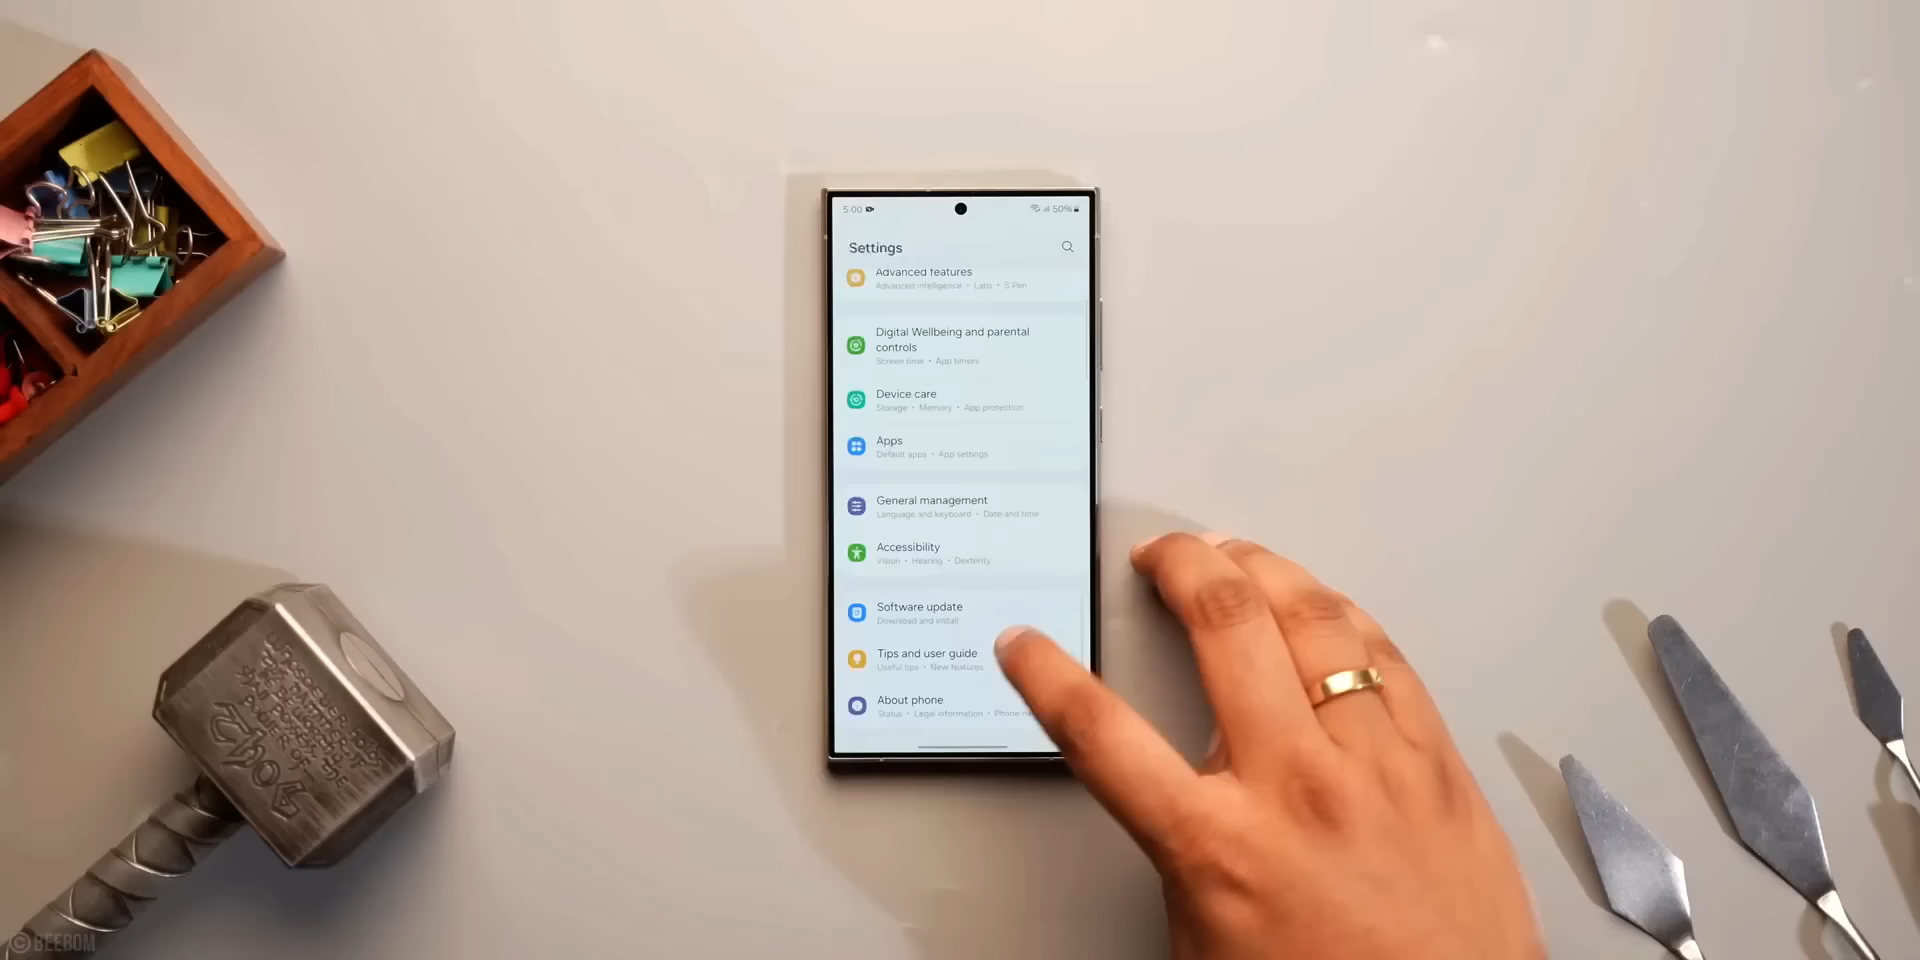 5:00
50%
Settings
Advanced features
Advanced intelligence • Labs • S Pen
Digital Wellbeing and parental
controls
Screen time • App timers
Device care
Storage • Memory • App protection
Apps
Default apps • App settings
General management
Language and keyboard • Date and time
Accessibility
Vision • Hearing • Dexterity
Software update
Download and install
Tips and user guide
Useful tips • New features
About phone
Status • Legal information • Phone
THOR
© BEEBOM